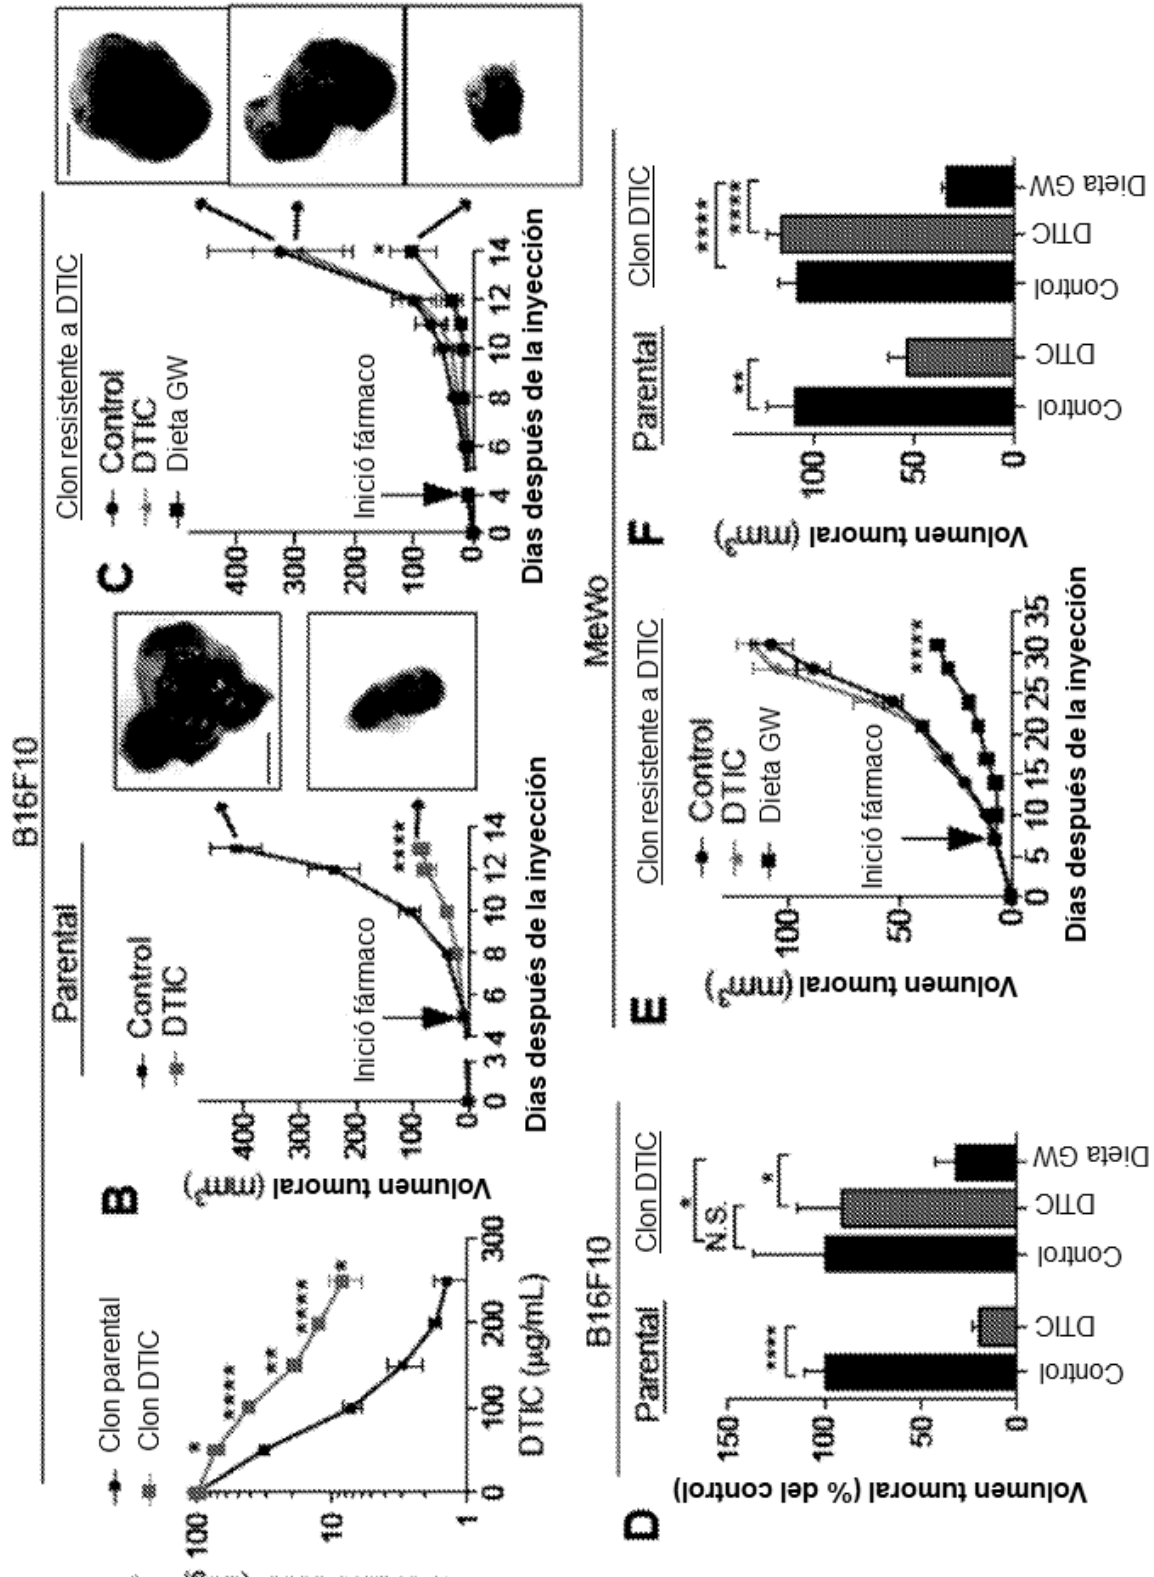 B16F10
Clon parental
Clon DTIC
100
10
1
*
****
**
****
*
0
100
200
300
DTIC (µg/mL)
B
Parental
Control
DTIC
Volumen tumoral (mm³)
400
300
200
100
0
Inició fármaco
****
0
3
4
6
8
10
12
14
Días después de la inyección
C
Clon resistente a DTIC
Control
DTIC
Dieta GW
400
300
200
100
0
Inició fármaco
*
0
4
6
8
10
12
14
Días después de la inyección
D
B16F10
Parental
Clon DTIC
Volumen tumoral (% del control)
150
100
50
0
****
N.S.
*
*
Control
DTIC
Control
DTIC
Dieta GW
MeWo
E
Clon resistente a DTIC
Control
DTIC
Dieta GW
Volumen tumoral (mm³)
100
50
0
Inició fármaco
****
0
5
10
15
20
25
30
35
Días después de la inyección
F
Parental
Clon DTIC
Volumen tumoral (mm³)
100
50
0
**
****
****
Control
DTIC
Control
DTIC
Dieta GW